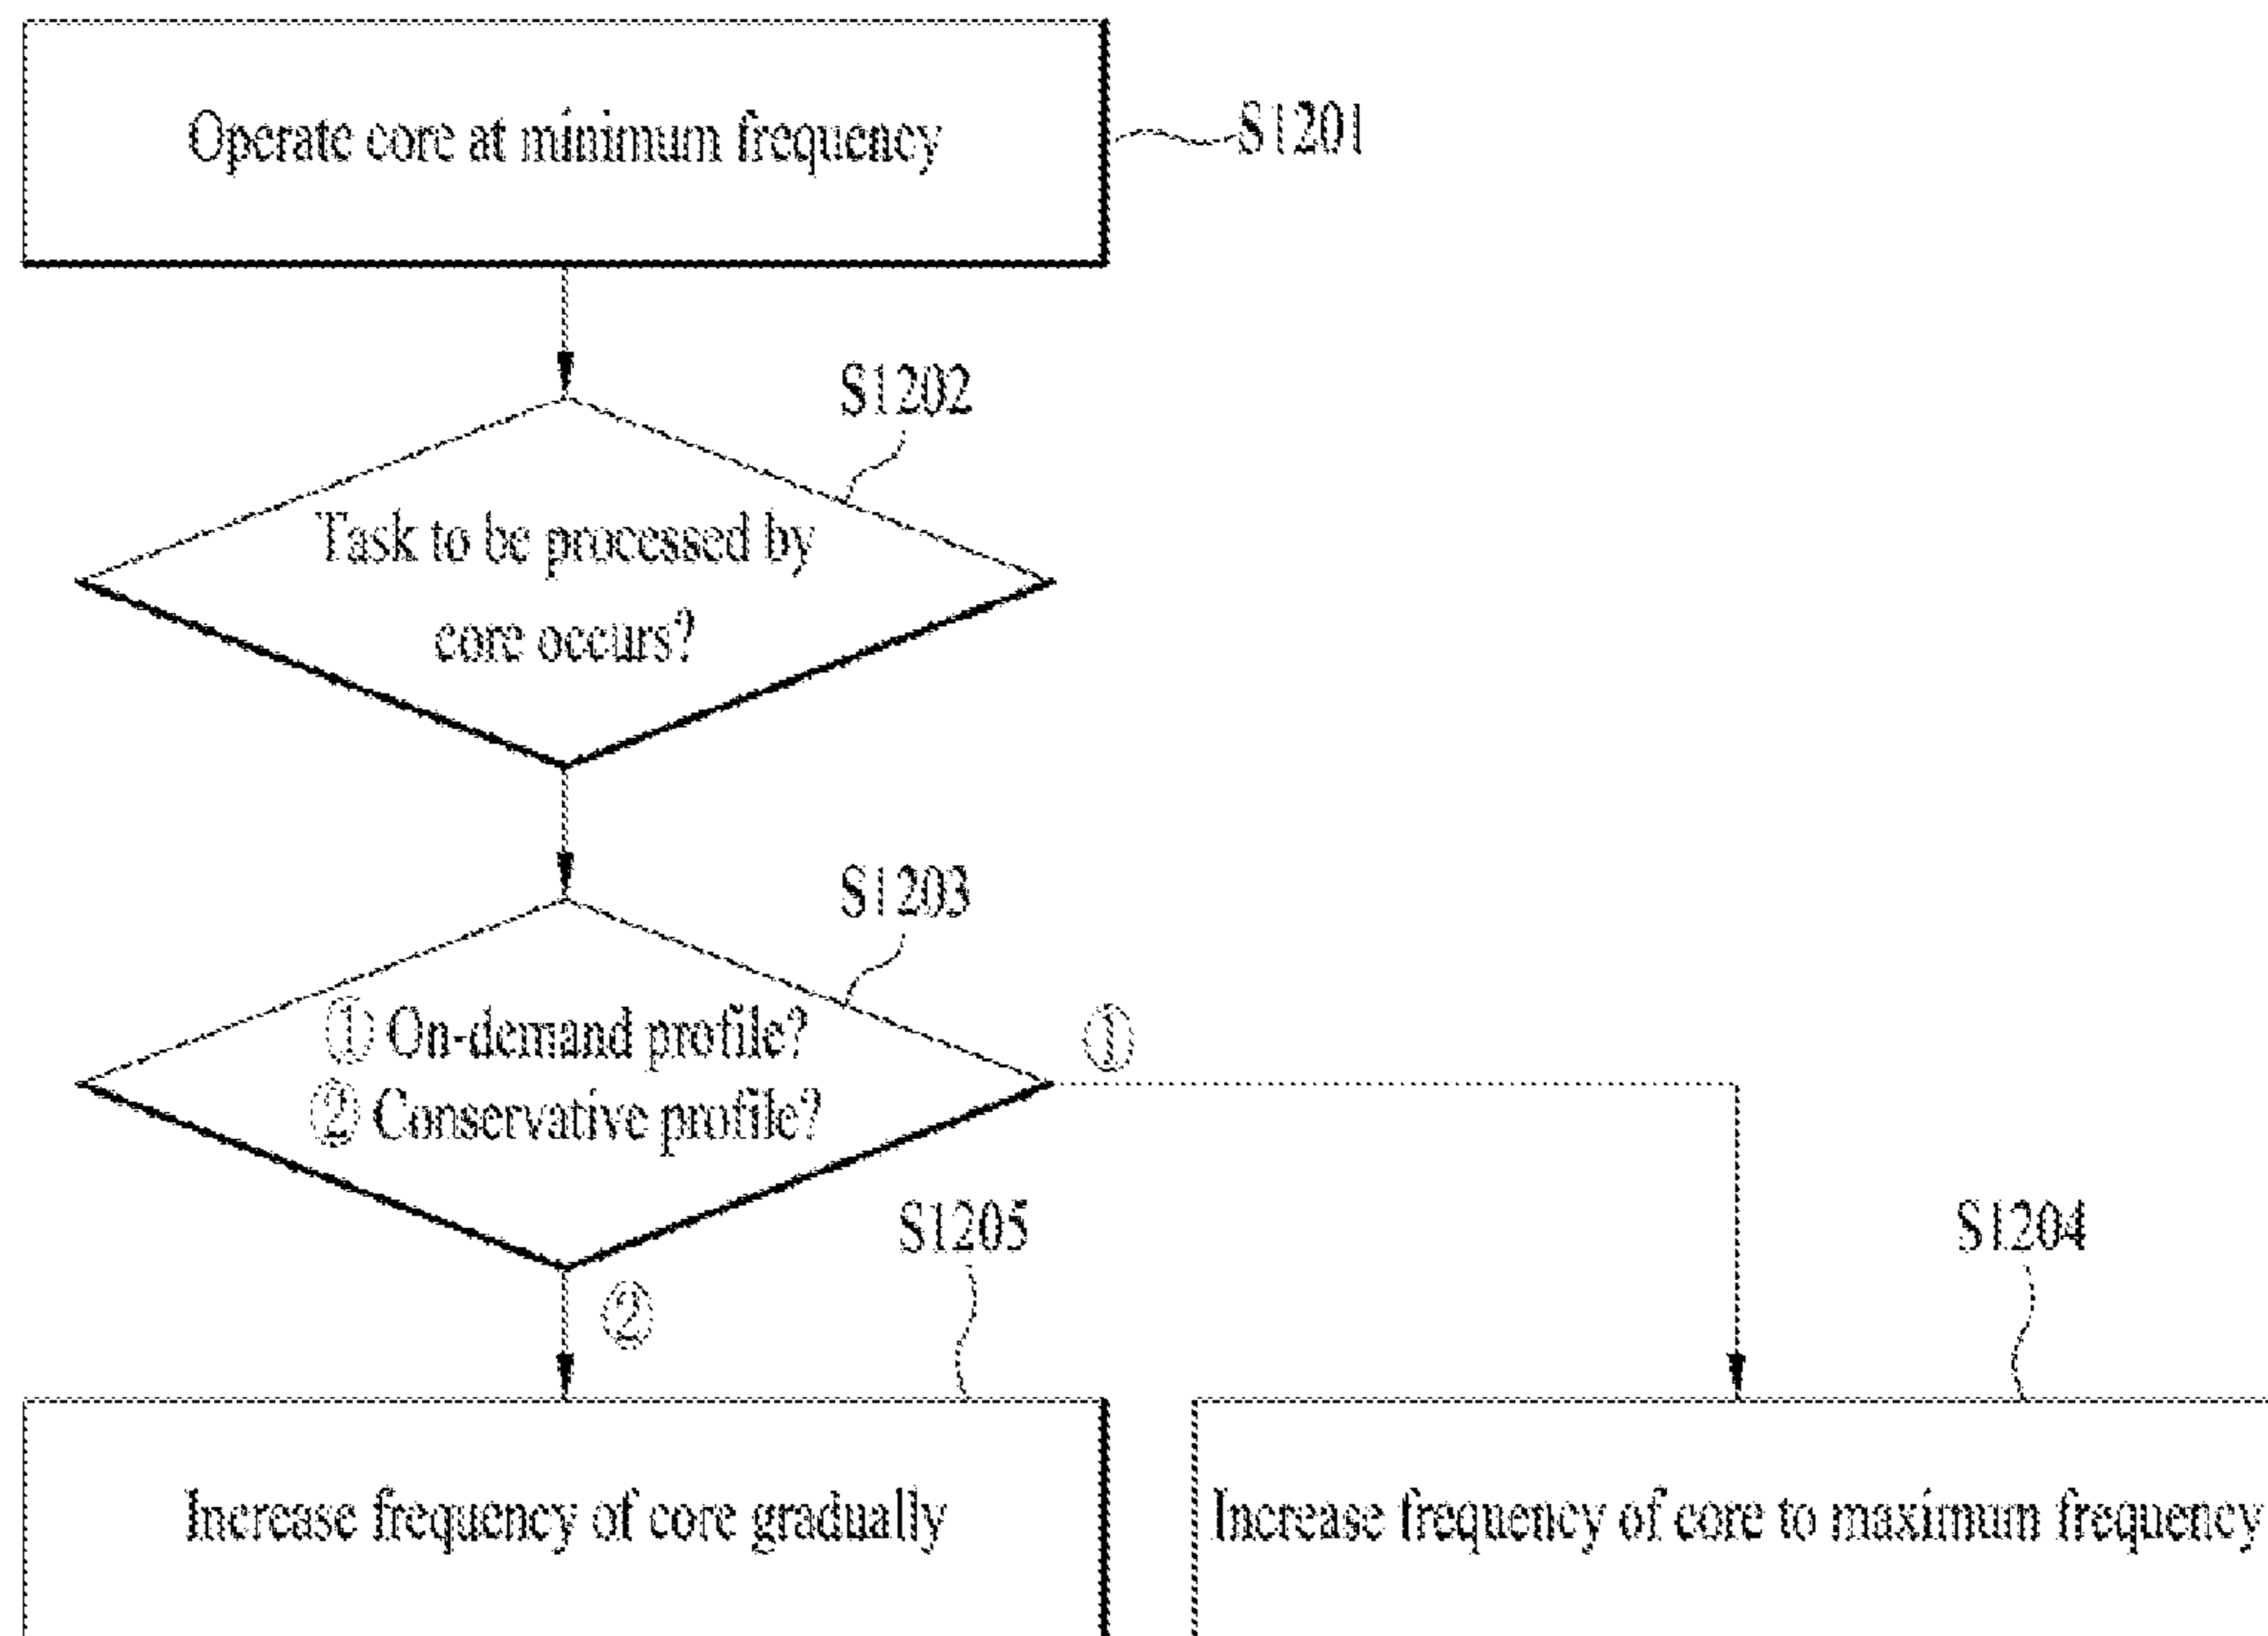 Operate core at minimum frequency
S1201
S1202
Task to be processed by
core occurs?
S1203
① On-demand profile?
② Conservative profile?
①
S1205
S1204
②
Increase frequency of core gradually
Increase frequency of core to maximum frequency